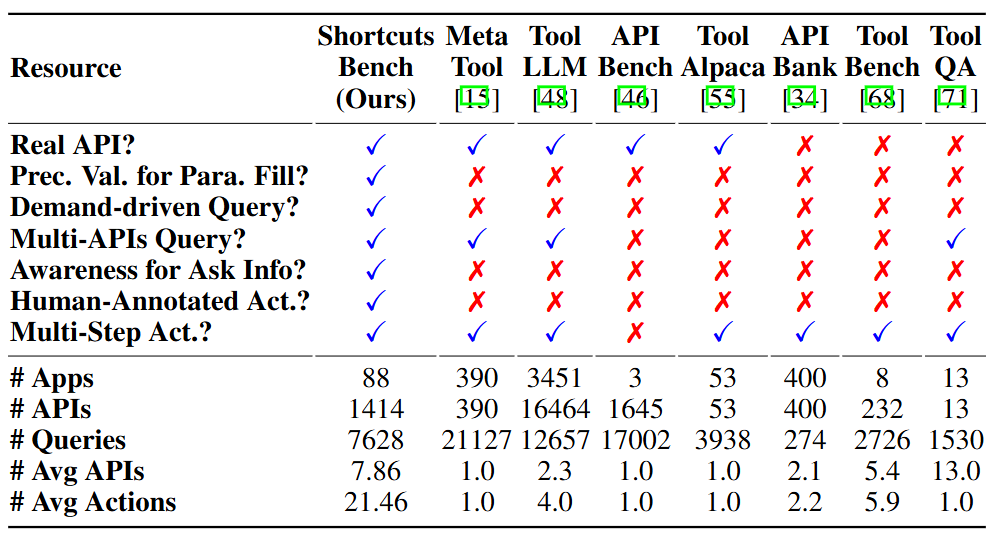 Resource Shortcuts Bench (Ours) Meta Tool [15] Tool LLM [48] API Bench [46] Tool Alpaca [55] API Bank [34] Tool Bench [68] Tool QA [71]
Real API? ✓ ✓ ✓ ✓ ✓ ✗ ✗ ✗
Prec. Val. for Para. Fill? ✓ ✗ ✗ ✗ ✗ ✗ ✗ ✗
Demand-driven Query? ✓ ✗ ✗ ✗ ✗ ✗ ✗ ✗
Multi-APIs Query? ✓ ✓ ✓ ✗ ✗ ✗ ✗ ✓
Awareness for Ask Info? ✓ ✗ ✗ ✗ ✗ ✗ ✗ ✗
Human-Annotated Act.? ✓ ✗ ✗ ✗ ✗ ✗ ✗ ✗
Multi-Step Act.? ✓ ✓ ✓ ✗ ✓ ✓ ✓ ✓
# Apps 88 390 3451 3 53 400 8 13
# APIs 1414 390 16464 1645 53 400 232 13
# Queries 7628 21127 12657 17002 3938 274 2726 1530
# Avg APIs 7.86 1.0 2.3 1.0 1.0 2.1 5.4 13.0
# Avg Actions 21.46 1.0 4.0 1.0 1.0 2.2 5.9 1.0